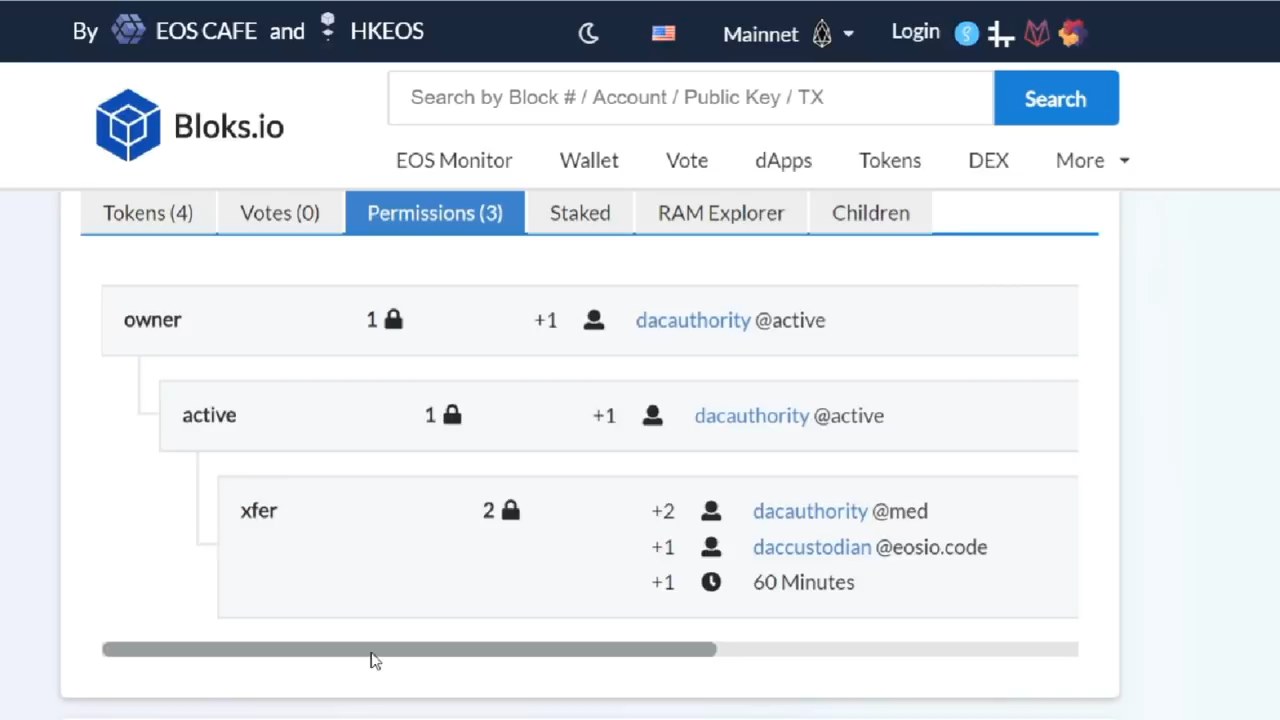 By EOS CAFE and HKEOS Mainnet Login
Bloks.io
Search by Block # / Account / Public Key / TX Search
EOS Monitor Wallet Vote dApps Tokens DEX More
Tokens (4) Votes (0) Permissions (3) Staked RAM Explorer Children
owner 1 +1 dacauthority @active
active 1 +1 dacauthority @active
xfer 2 +2 dacauthority @med
+1 daccustodian @eosio.code
+1 60 Minutes